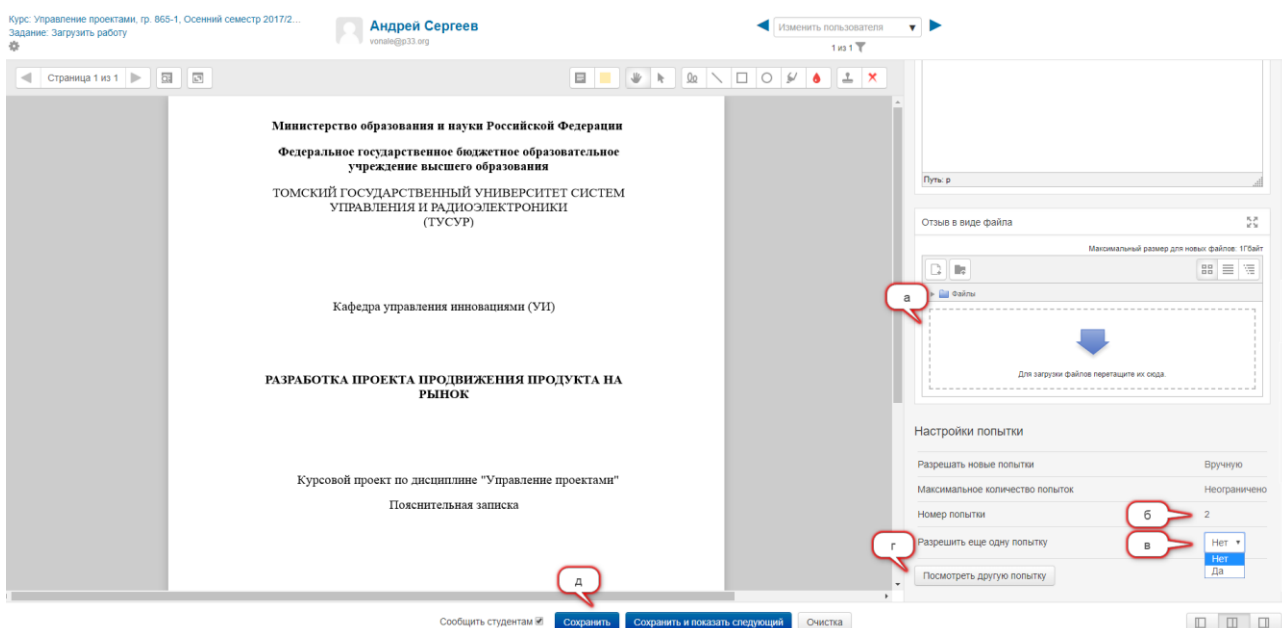 Курс: Управление проектами, гр. 865-1, Осенний семестр 2017/2...
Задание: Загрузить работу
Андрей Сергеев
vonale@p33.org
Изменить пользователя
1 из 1
Страница 1 из 1
Министерство образования и науки Российской Федерации
Федеральное государственное бюджетное образовательное
учреждение высшего образования
ТОМСКИЙ ГОСУДАРСТВЕННЫЙ УНИВЕРСИТЕТ СИСТЕМ
УПРАВЛЕНИЯ И РАДИОЭЛЕКТРОНИКИ
(ТУСУР)
Кафедра управления инновациями (УИ)
РАЗРАБОТКА ПРОЕКТА ПРОДВИЖЕНИЯ ПРОДУКТА НА
РЫНОК
Курсовой проект по дисциплине "Управление проектами"
Пояснительная записка
Путь: p
Отзыв в виде файла
Максимальный размер для новых файлов: 1Гбайт
а
Файлы
Для загрузки файлов перетащите их сюда.
Настройки попытки
Разрешать новые попытки Вручную
Максимальное количество попыток Неограничено
Номер попытки б 2
Разрешить еще одну попытку в Нет
Нет
Да
г
Посмотреть другую попытку
д
Сообщить студентам Сохранить Сохранить и показать следующий Очистка